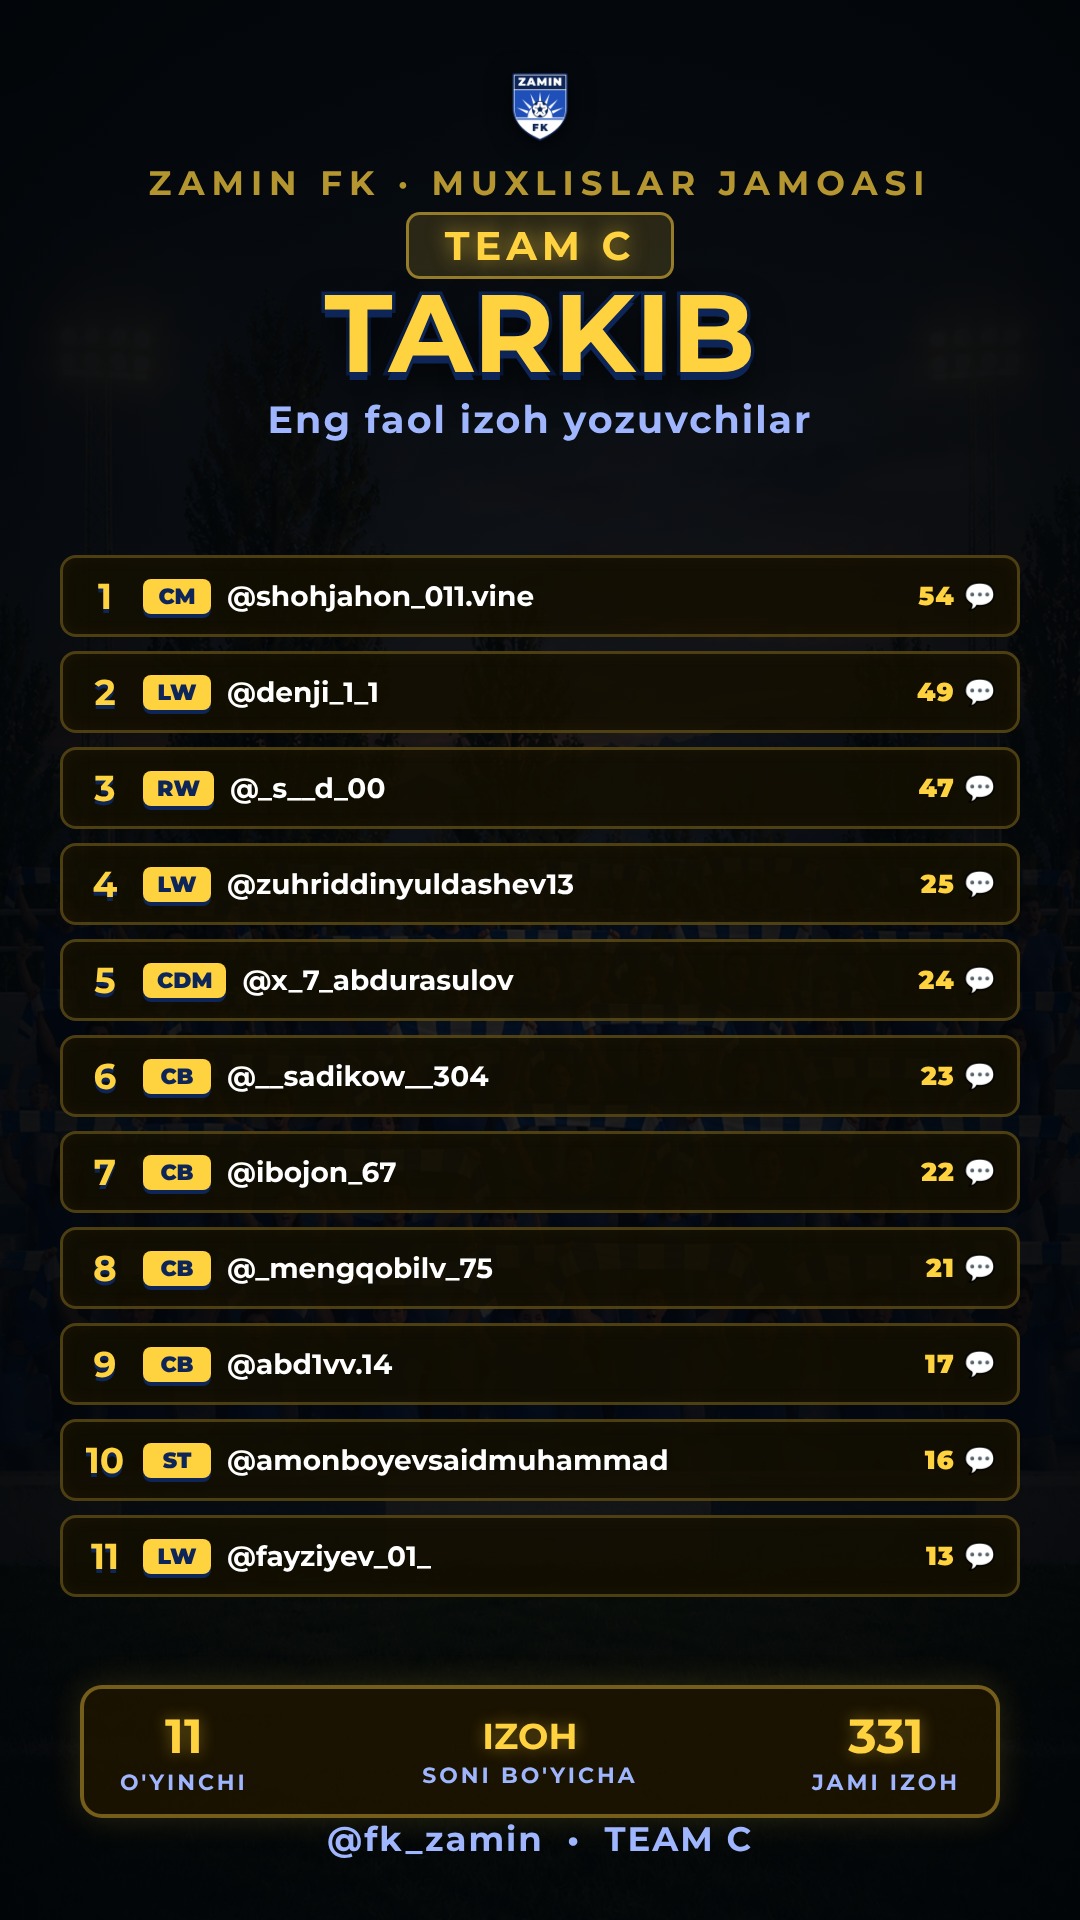 ZAMIN
FK
ZAMIN FK · MUXLISLAR JAMOASI
TEAM C
TARKIB
Eng faol izoh yozuvchilar
1 CM @shohjahon_011.vine 54 💬
2 LW @denji_1_1 49 💬
3 RW @_s__d_00 47 💬
4 LW @zuhriddinyuldashev13 25 💬
5 CDM @x_7_abdurasulov 24 💬
6 CB @__sadikow__304 23 💬
7 CB @ibojon_67 22 💬
8 CB @_mengqobilv_75 21 💬
9 CB @abd1vv.14 17 💬
10 ST @amonboyevsaidmuhammad 16 💬
11 LW @fayziyev_01_ 13 💬
11 IZOH 331
O'YINCHI SONI BO'YICHA JAMI IZOH
@fk_zamin • TEAM C